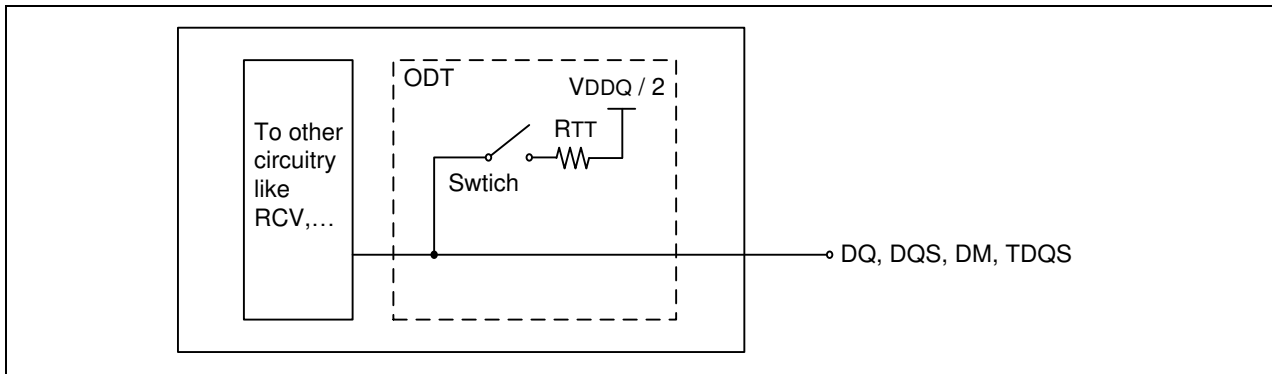 ODT
VDDQ / 2
RTT
Swtich
To other
circuitry
like
RCV,…
DQ, DQS, DM, TDQS